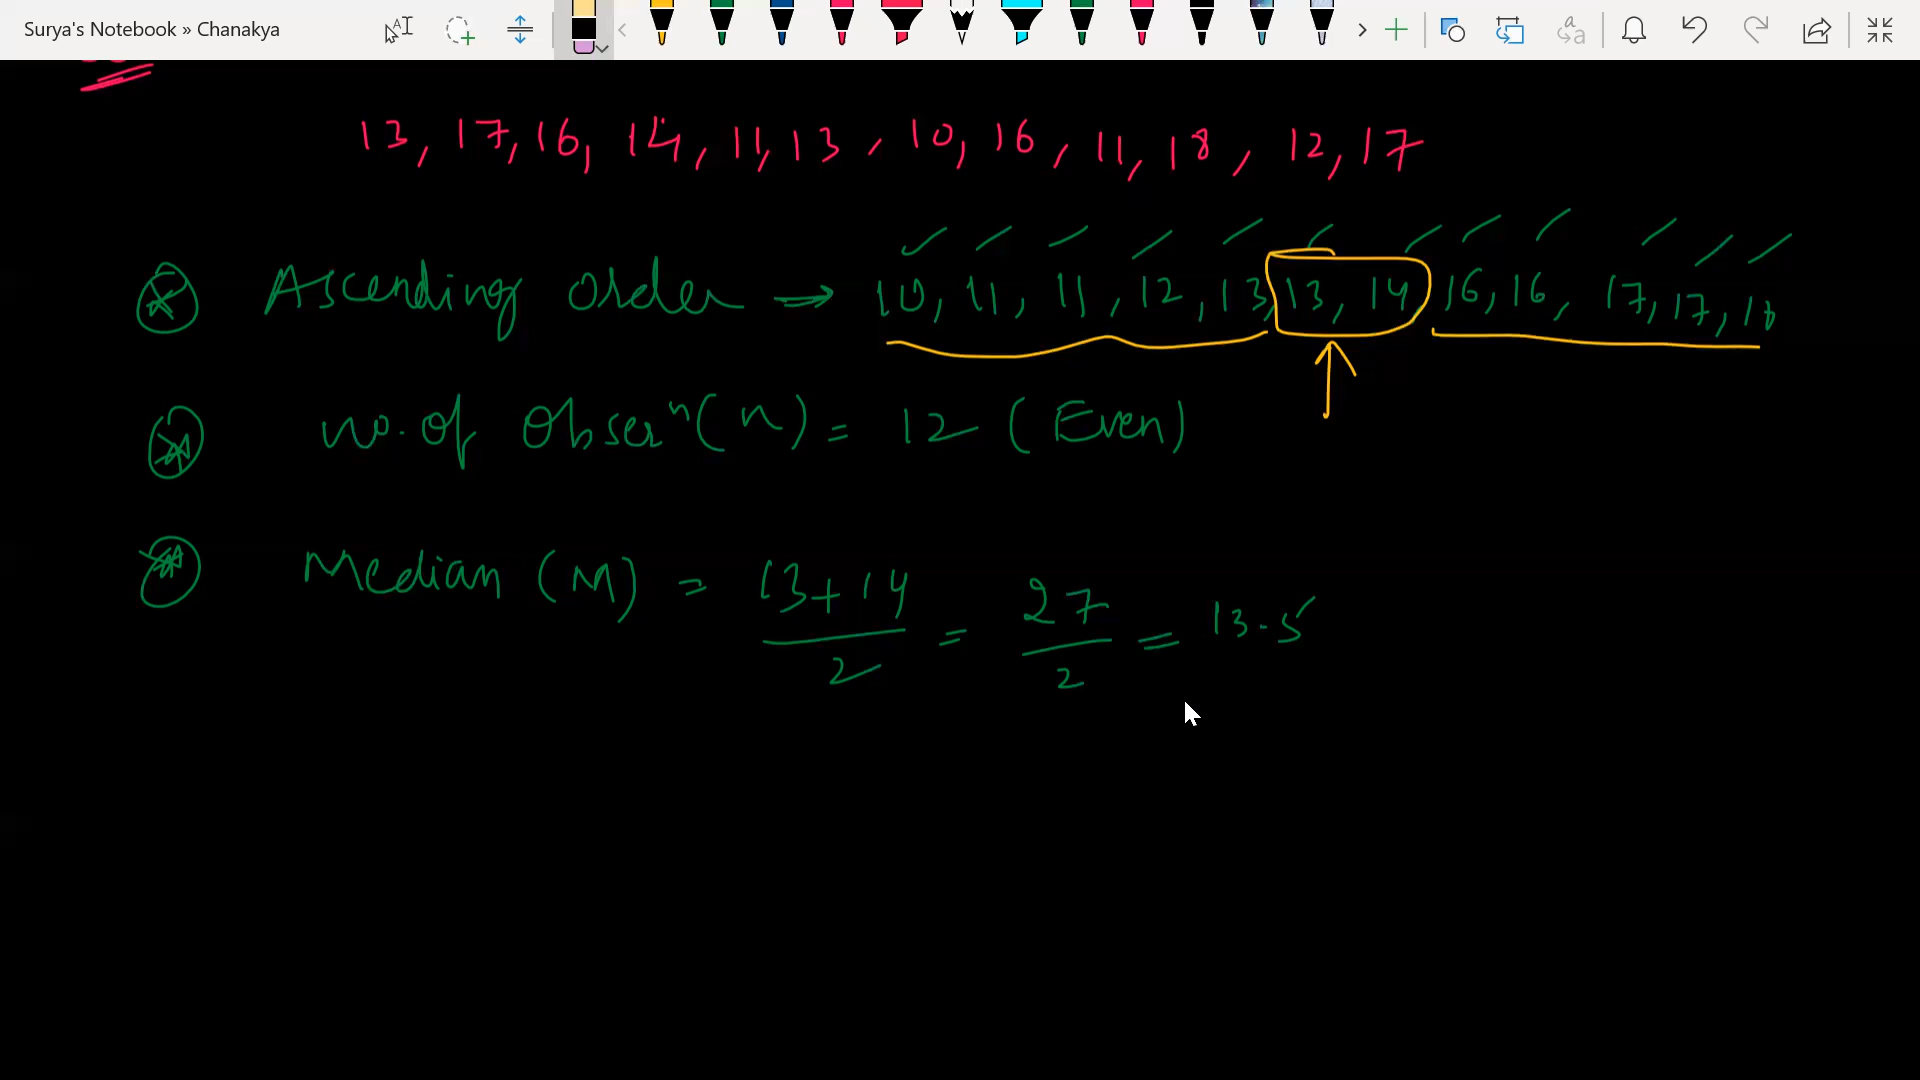 Surya's Notebook » Chanakya
13, 17, 16, 14, 11, 13, 10, 16, 11, 18, 12, 17
Ascending Order → 10, 11, 11, 12, 13, 13, 14, 16, 16, 17, 17, 18
no. of Obserⁿ (n) = 12 (Even)
Median (M) = 13+14/2 = 27/2 = 13.5